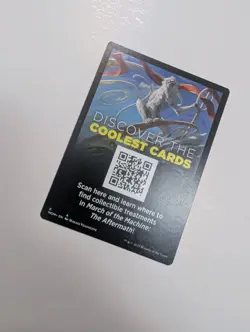 DISCOVER THE
COOLEST CARDS
Scan here and learn where to
find collectible treatments
in March of the Machine:
The Aftermath!